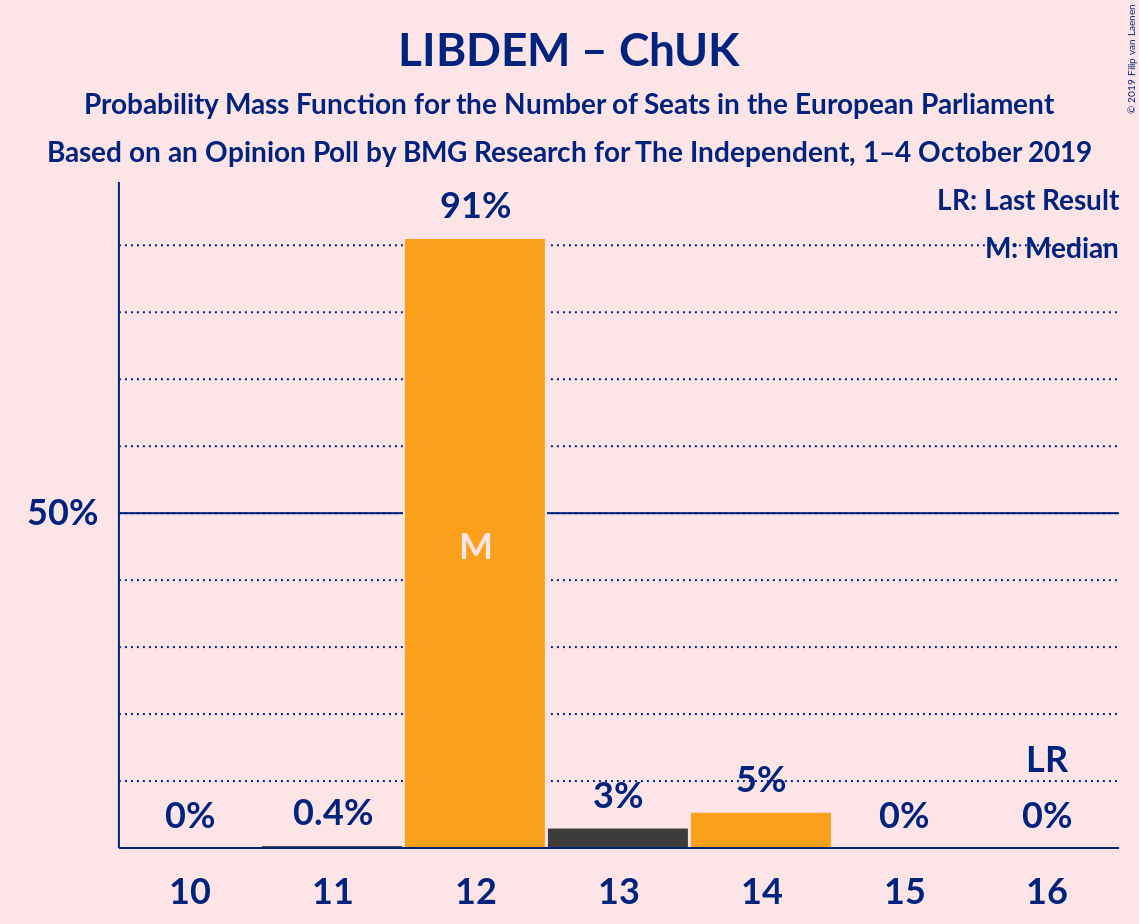 LIBDEM – ChUK
Probability Mass Function for the Number of Seats in the European Parliament
Based on an Opinion Poll by BMG Research for The Independent, 1–4 October 2019
© 2019 Filip van Laenen
LR: Last Result
M: Median
91%
50%
M
LR
0%
0.4%
3%
5%
0%
0%
10
11
12
13
14
15
16